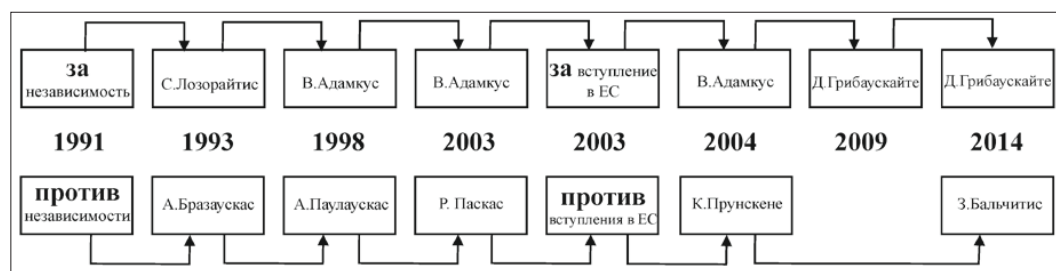 за
независимость
С.Лозорайтис
В.Адамкус
В.Адамкус
за вступление
в ЕС
В.Адамкус
Д.Грибаускайте
Д.Грибаускайте
1991
1993
1998
2003
2003
2004
2009
2014
против
независимости
А.Бразаускас
А.Паулаускас
Р. Паскас
против
вступления в ЕС
К.Прунскене
З.Бальчитис